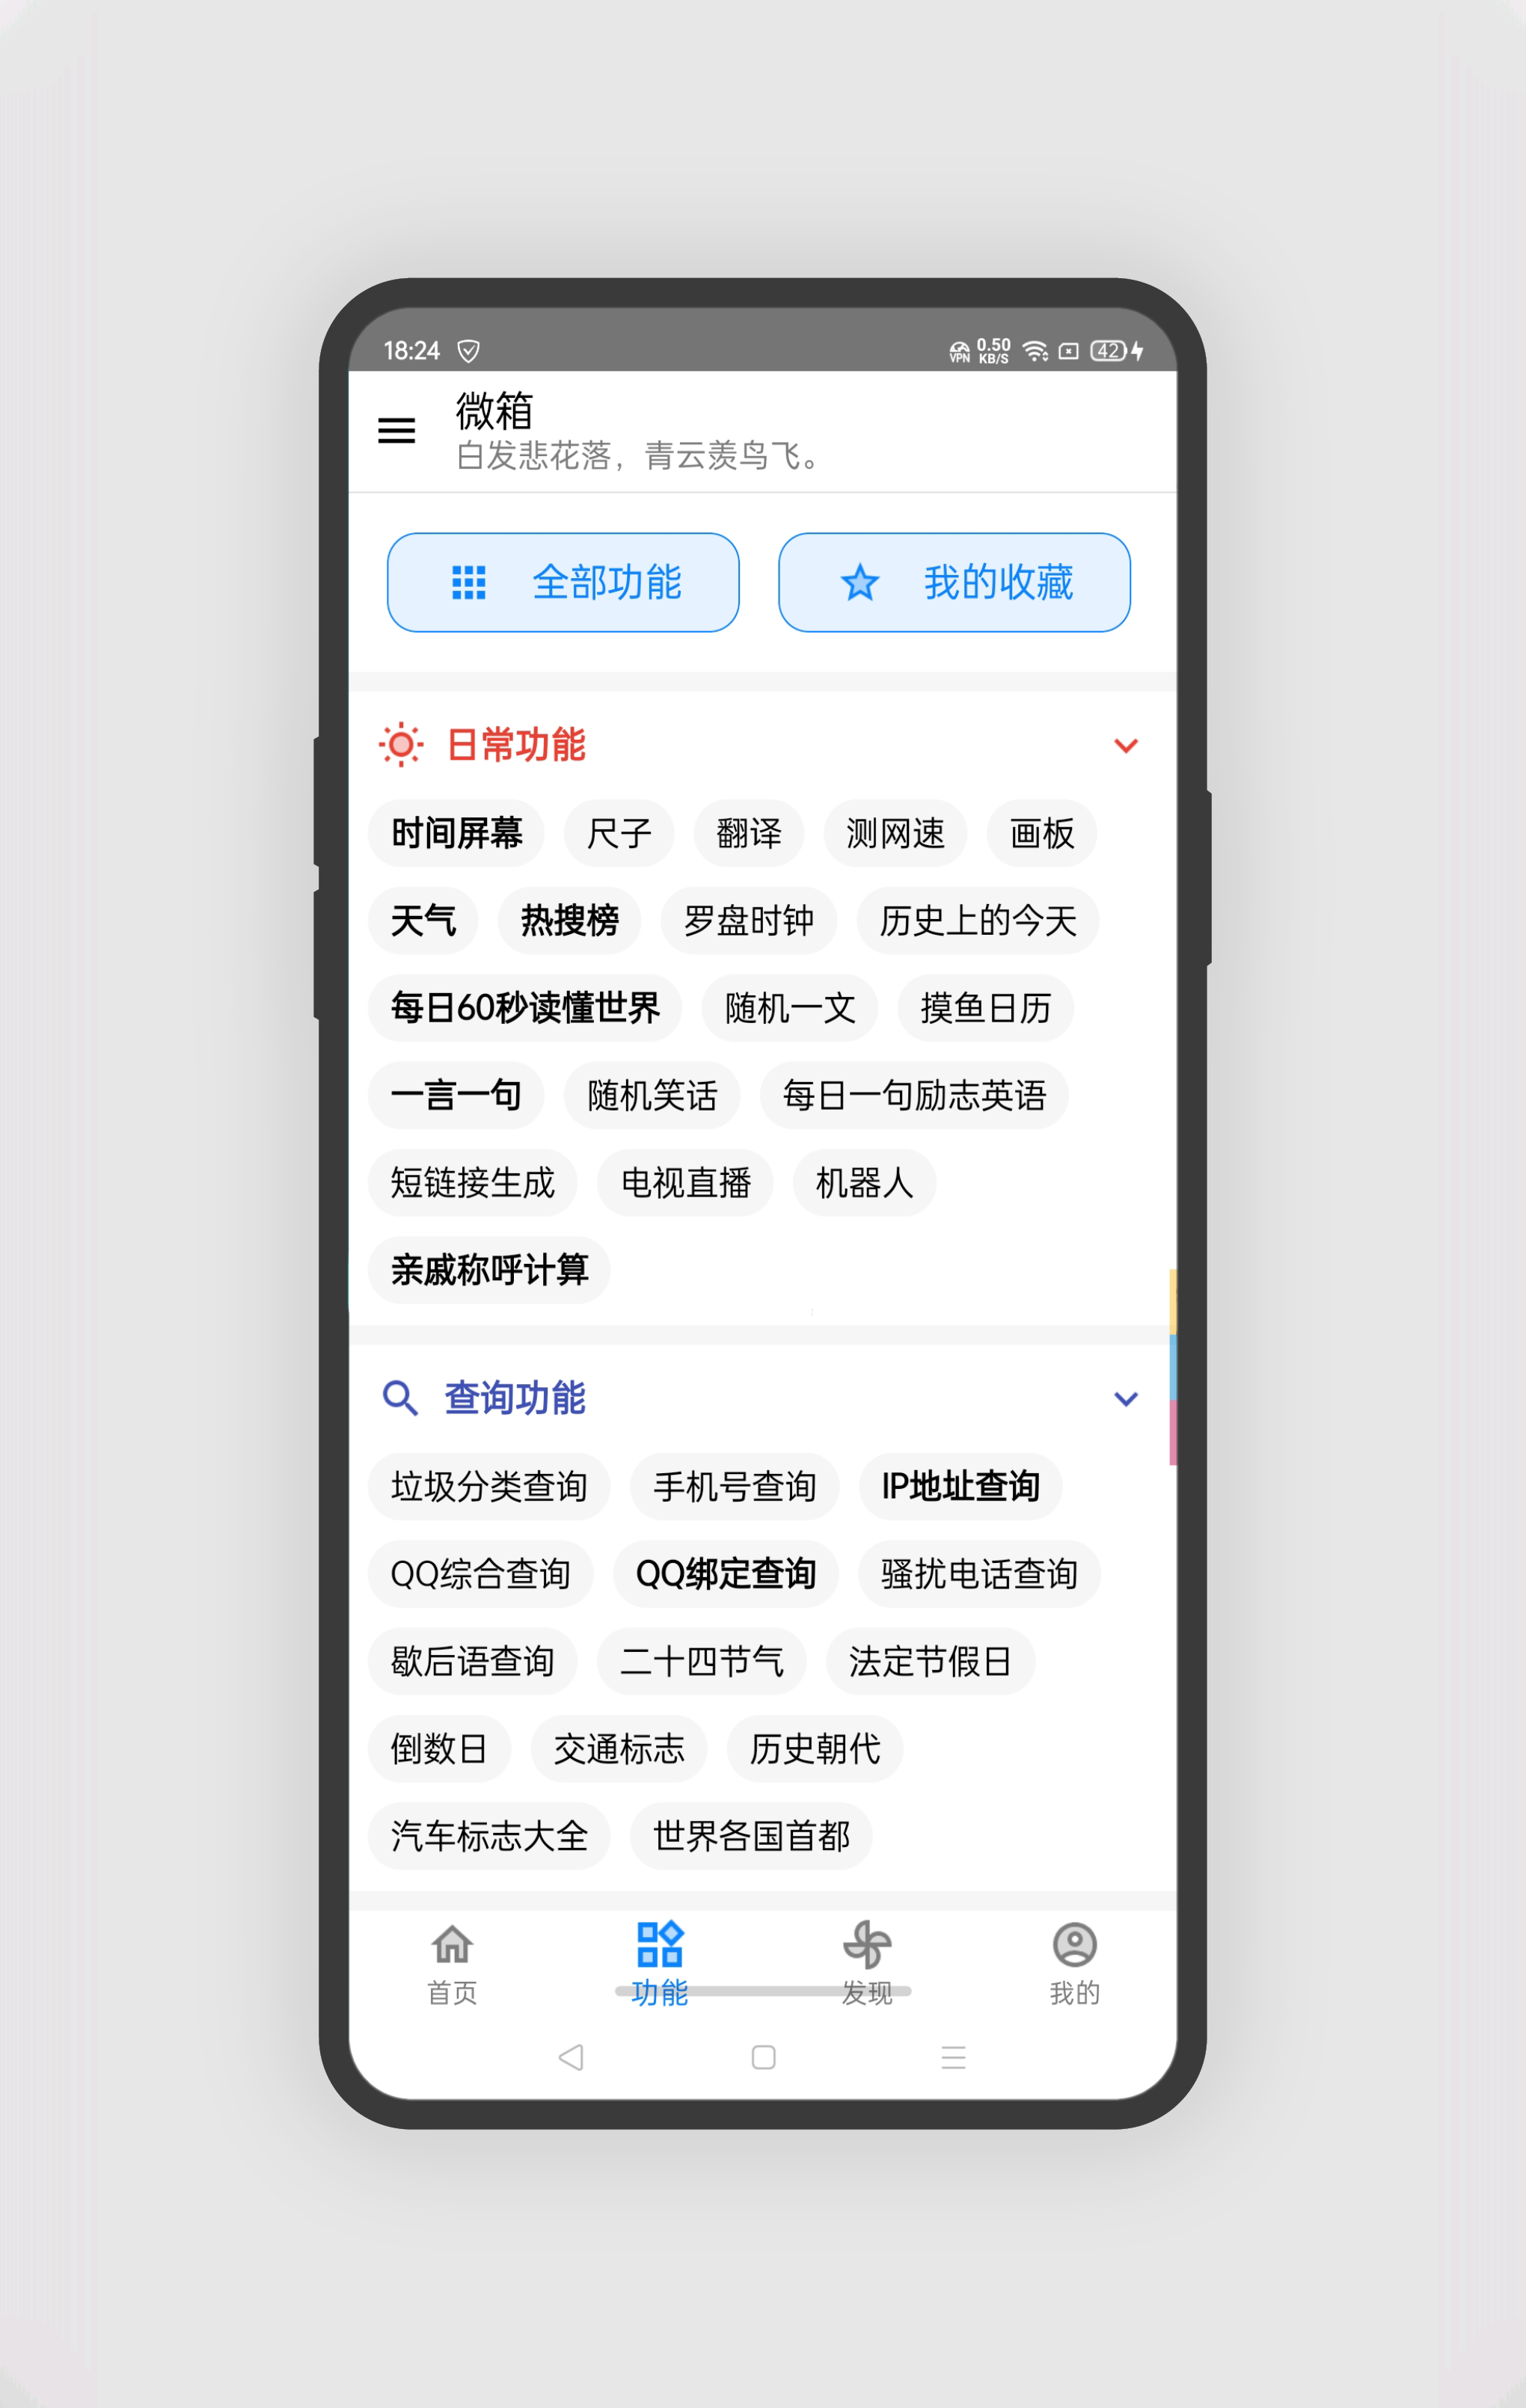 18:24 VPN 0.50 KB/S 42
微箱
白发悲花落，青云羡鸟飞。
全部功能 我的收藏
日常功能
时间屏幕 尺子 翻译 测网速 画板
天气 热搜榜 罗盘时钟 历史上的今天
每日60秒读懂世界 随机一文 摸鱼日历
一言一句 随机笑话 每日一句励志英语
短链接生成 电视直播 机器人
亲戚称呼计算
查询功能
垃圾分类查询 手机号查询 IP地址查询
QQ综合查询 QQ绑定查询 骚扰电话查询
歇后语查询 二十四节气 法定节假日
倒数日 交通标志 历史朝代
汽车标志大全 世界各国首都
首页 功能 发现 我的